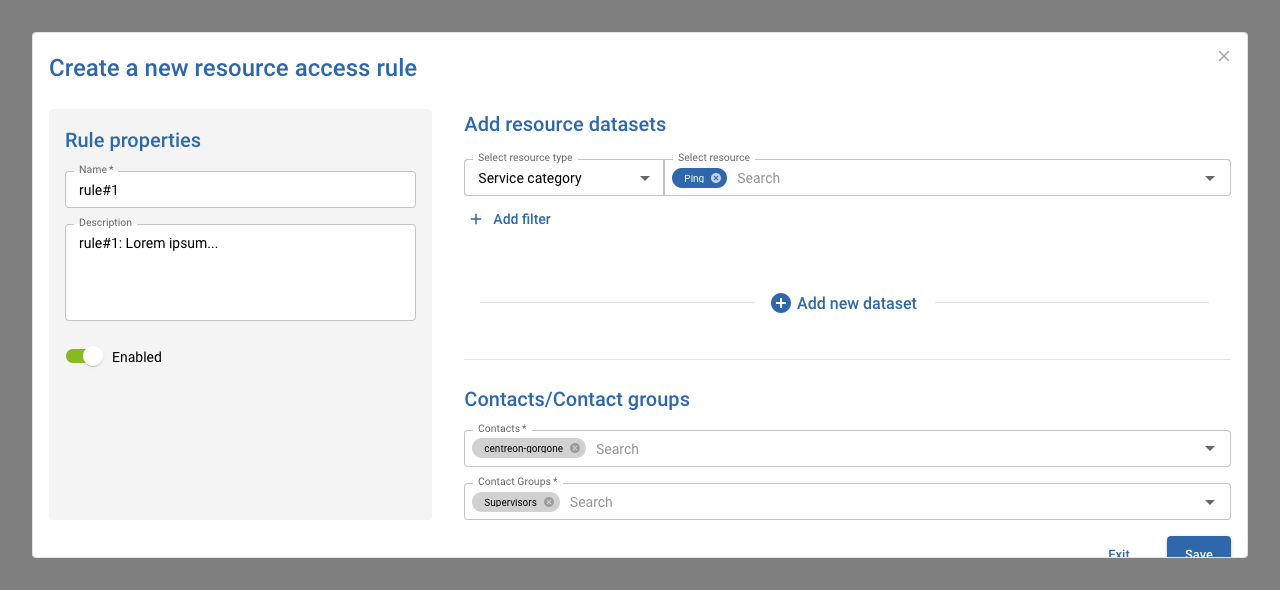 Create a new resource access rule
Rule properties
Name *
rule#1
Description
rule#1: Lorem ipsum...
Enabled
Add resource datasets
Select resource type
Service category
Select resource
Ping
Search
Add filter
Add new dataset
Contacts/Contact groups
Contacts *
centreon-gorgone
Search
Contact Groups *
Supervisors
Search
Exit
Save